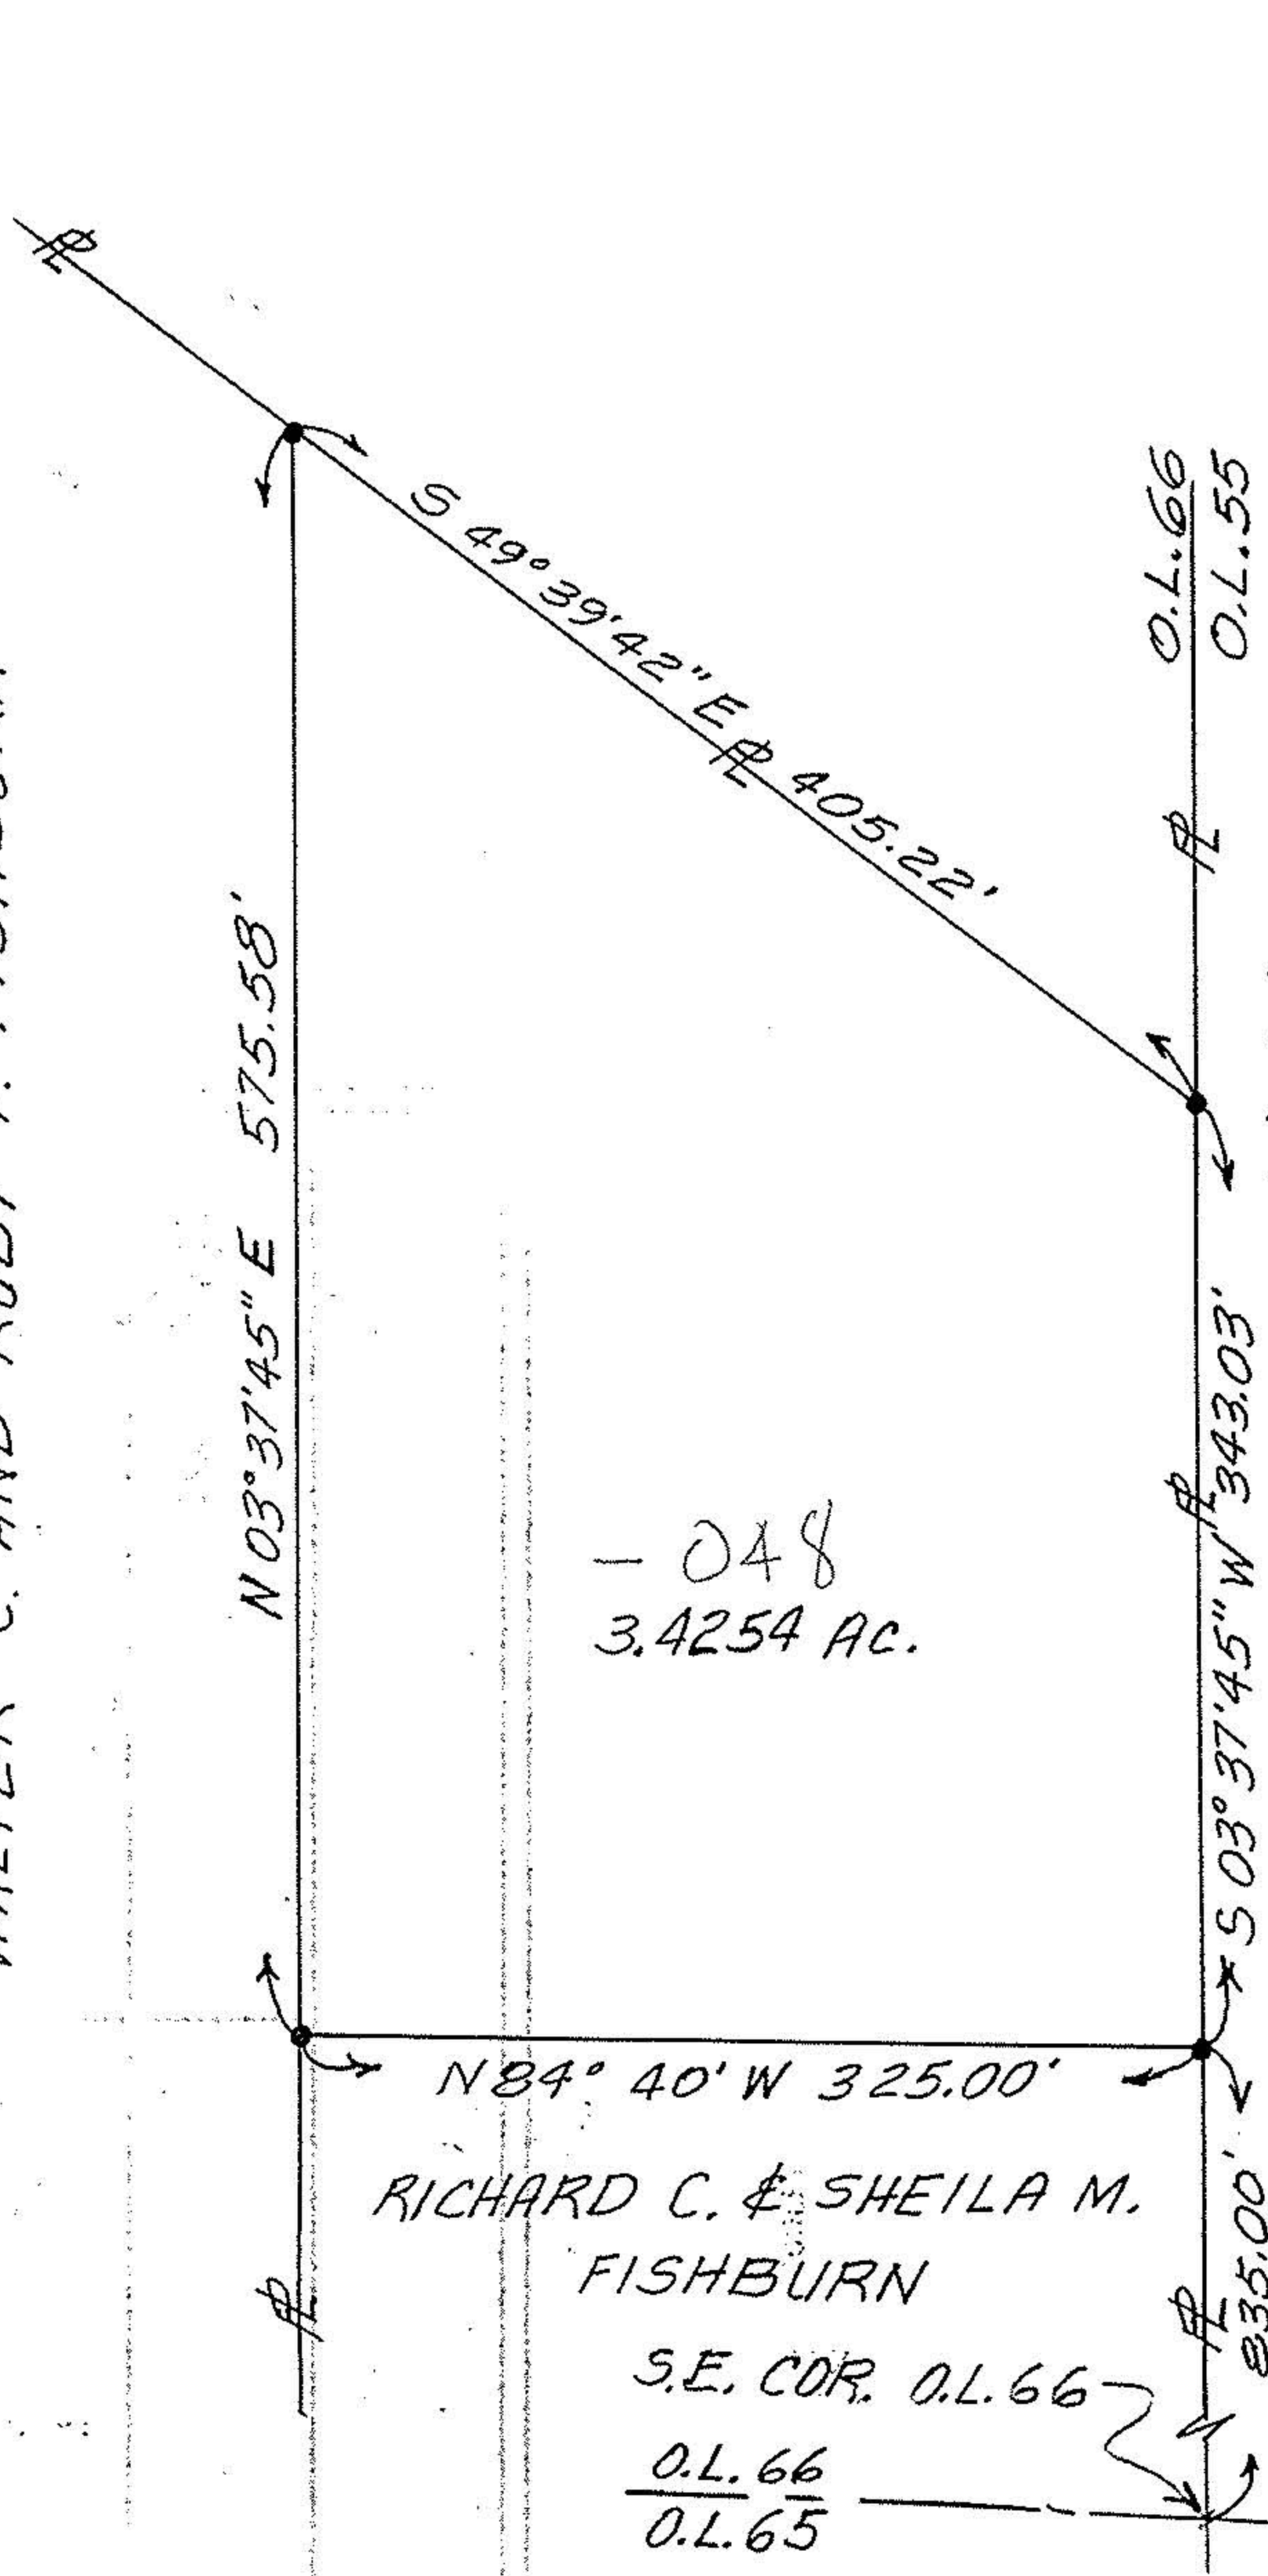 O.L.66
O.L.55
S 49° 39' 42" E 405.22'
N 03° 37' 45" E 575.58'
S 03° 37' 45" W 343.03'
- 048
3.4254 AC.
N 84° 40' W 325.00'
RICHARD C. & SHEILA M.
FISHBURN
835.00'
S.E. COR. O.L. 66
O.L. 66
O.L. 65